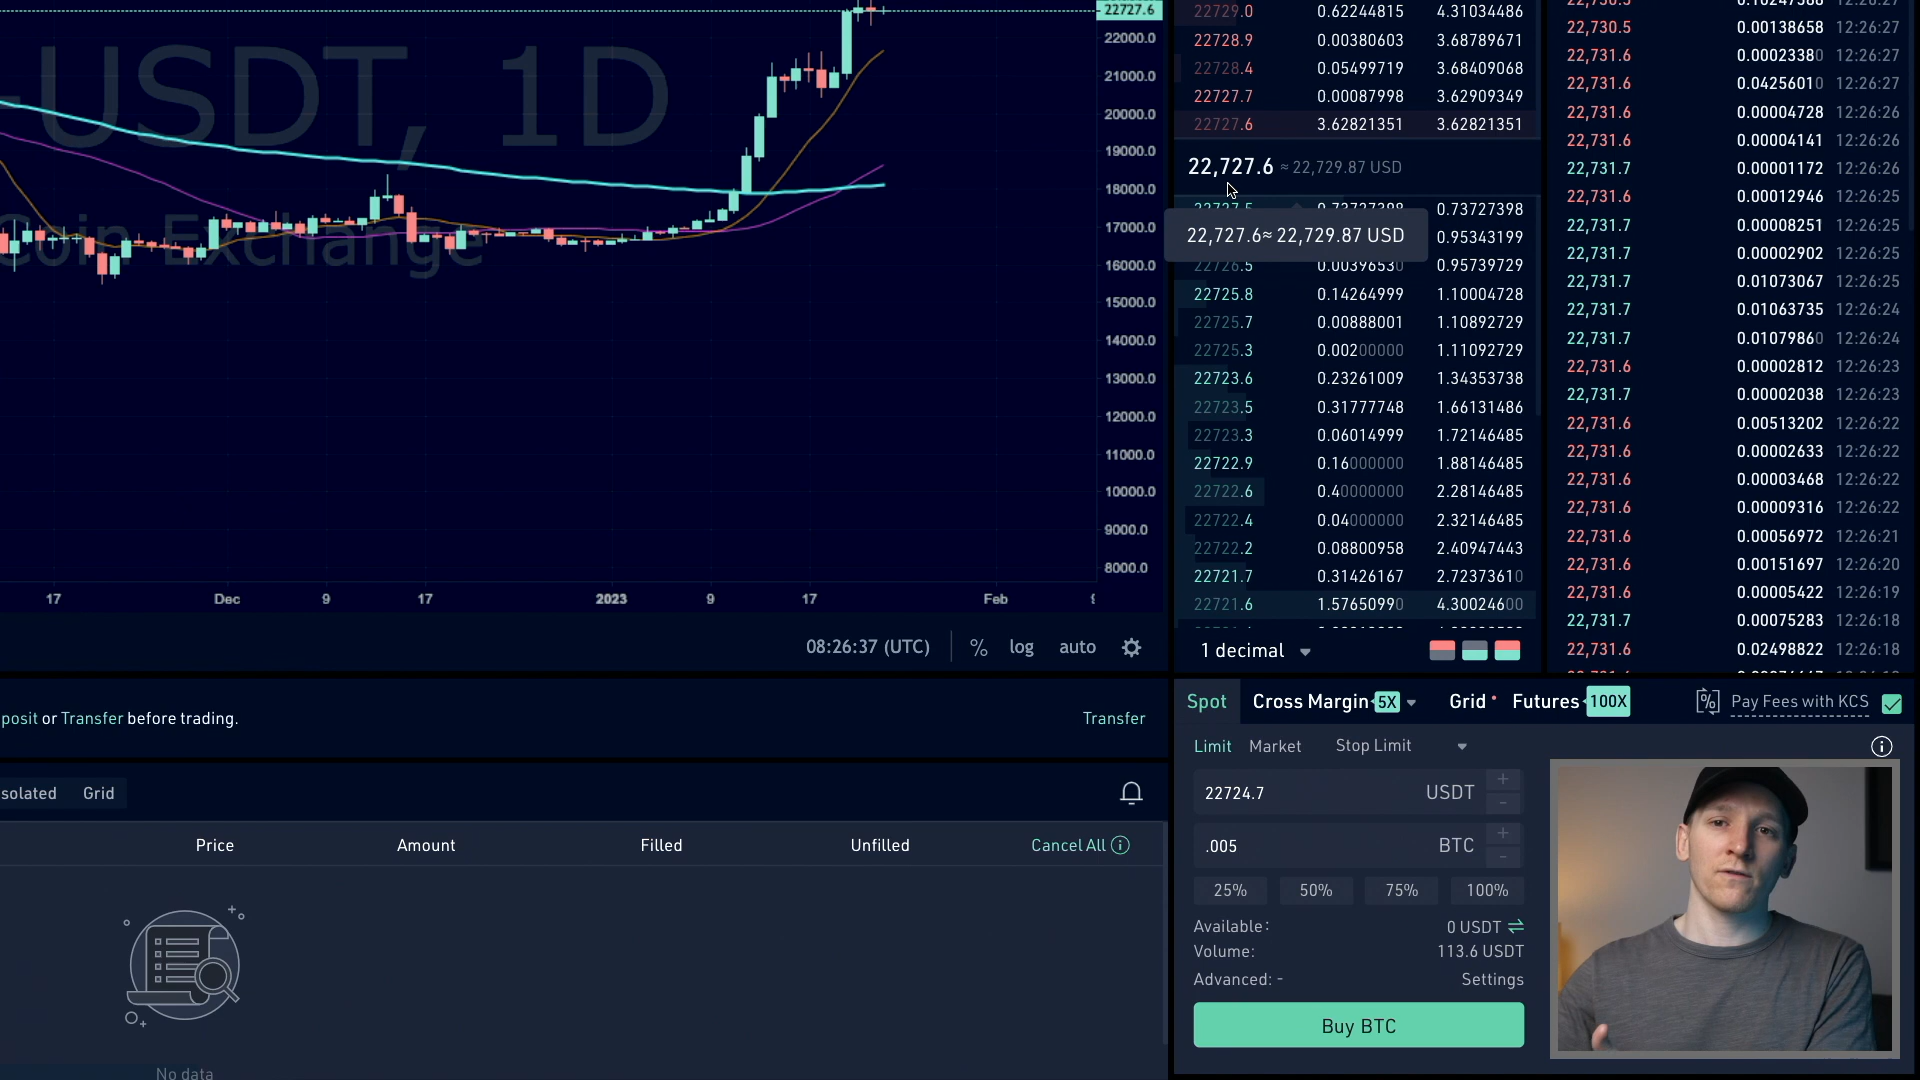 -USDT, 1D
Coin Exchange
22727.6
22000.0
21000.0
20000.0
19000.0
18000.0
17000.0
16000.0
15000.0
14000.0
13000.0
12000.0
11000.0
10000.0
9000.0
8000.0
17 Dec 9 17 2023 9 17 Feb
08:26:37 (UTC) % log auto
22729.0 0.62244815 4.31034486
22728.9 0.00380603 3.68789671
22728.4 0.05499719 3.68409068
22727.7 0.00087998 3.62909349
22727.6 3.62821351 3.62821351
22,727.6 ≈ 22,729.87 USD
22727.5 0.73727398 0.73727398
22,727.6≈ 22,729.87 USD
0.95343199
22726.5 0.00396530 0.95739729
22725.8 0.14264999 1.10004728
22725.7 0.00888001 1.10892729
22725.3 0.00200000 1.11092729
22723.6 0.23261009 1.34353738
22723.5 0.31777748 1.66131486
22723.3 0.06014999 1.72146485
22722.9 0.16000000 1.88146485
22722.6 0.40000000 2.28146485
22722.4 0.04000000 2.32146485
22722.2 0.08800958 2.40947443
22721.7 0.31426167 2.72373610
22721.6 1.57650990 4.30024600
1 decimal
22,730.5 0.00138658 12:26:27
22,731.6 0.00023380 12:26:27
22,731.6 0.04256010 12:26:27
22,731.6 0.00004728 12:26:26
22,731.6 0.00004141 12:26:26
22,731.7 0.00001172 12:26:26
22,731.6 0.00012946 12:26:25
22,731.7 0.00008251 12:26:25
22,731.7 0.00002902 12:26:25
22,731.7 0.01073067 12:26:25
22,731.7 0.01063735 12:26:24
22,731.7 0.01079860 12:26:24
22,731.6 0.00002812 12:26:23
22,731.7 0.00002038 12:26:23
22,731.6 0.00513202 12:26:22
22,731.6 0.00002633 12:26:22
22,731.6 0.00003468 12:26:22
22,731.6 0.00009316 12:26:22
22,731.6 0.00056972 12:26:21
22,731.6 0.00151697 12:26:20
22,731.6 0.00005422 12:26:19
22,731.7 0.00075283 12:26:18
22,731.6 0.02498822 12:26:18
posit or Transfer before trading. Transfer
solated Grid
Price Amount Filled Unfilled Cancel All
No data
Spot Cross Margin 5X Grid Futures 100X Pay Fees with KCS
Limit Market Stop Limit
22724.7 USDT + -
.005 BTC + -
25% 50% 75% 100%
Available: 0 USDT
Volume: 113.6 USDT
Advanced: - Settings
Buy BTC